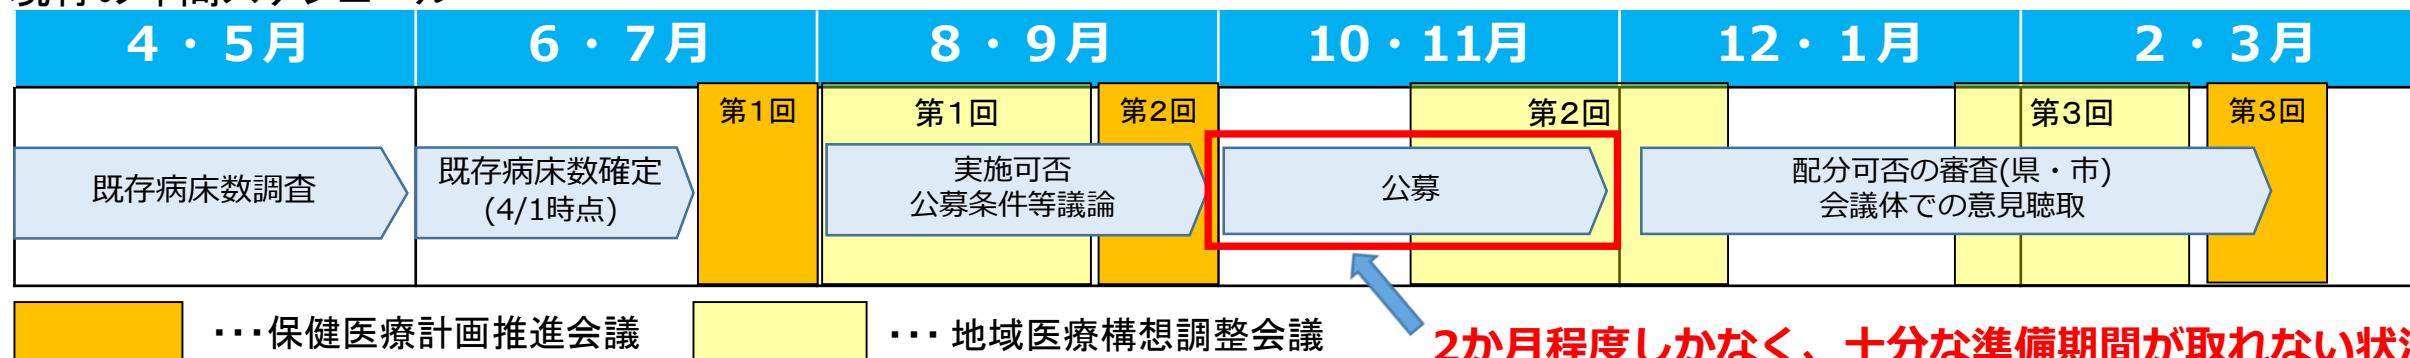 4・5月
6・7月
8・9月
10・11月
12・1月
2・3月
第1回
第1回
第2回
第2回
第3回
第3回
既存病床数調査
既存病床数確定
(4/1時点)
実施可否
公募条件等議論
公募
配分可否の審査(県・市)
会議体での意見聴取
・・・保健医療計画推進会議
・・・地域医療構想調整会議
2か月程度しかなく、十分な準備期間が取れない状況